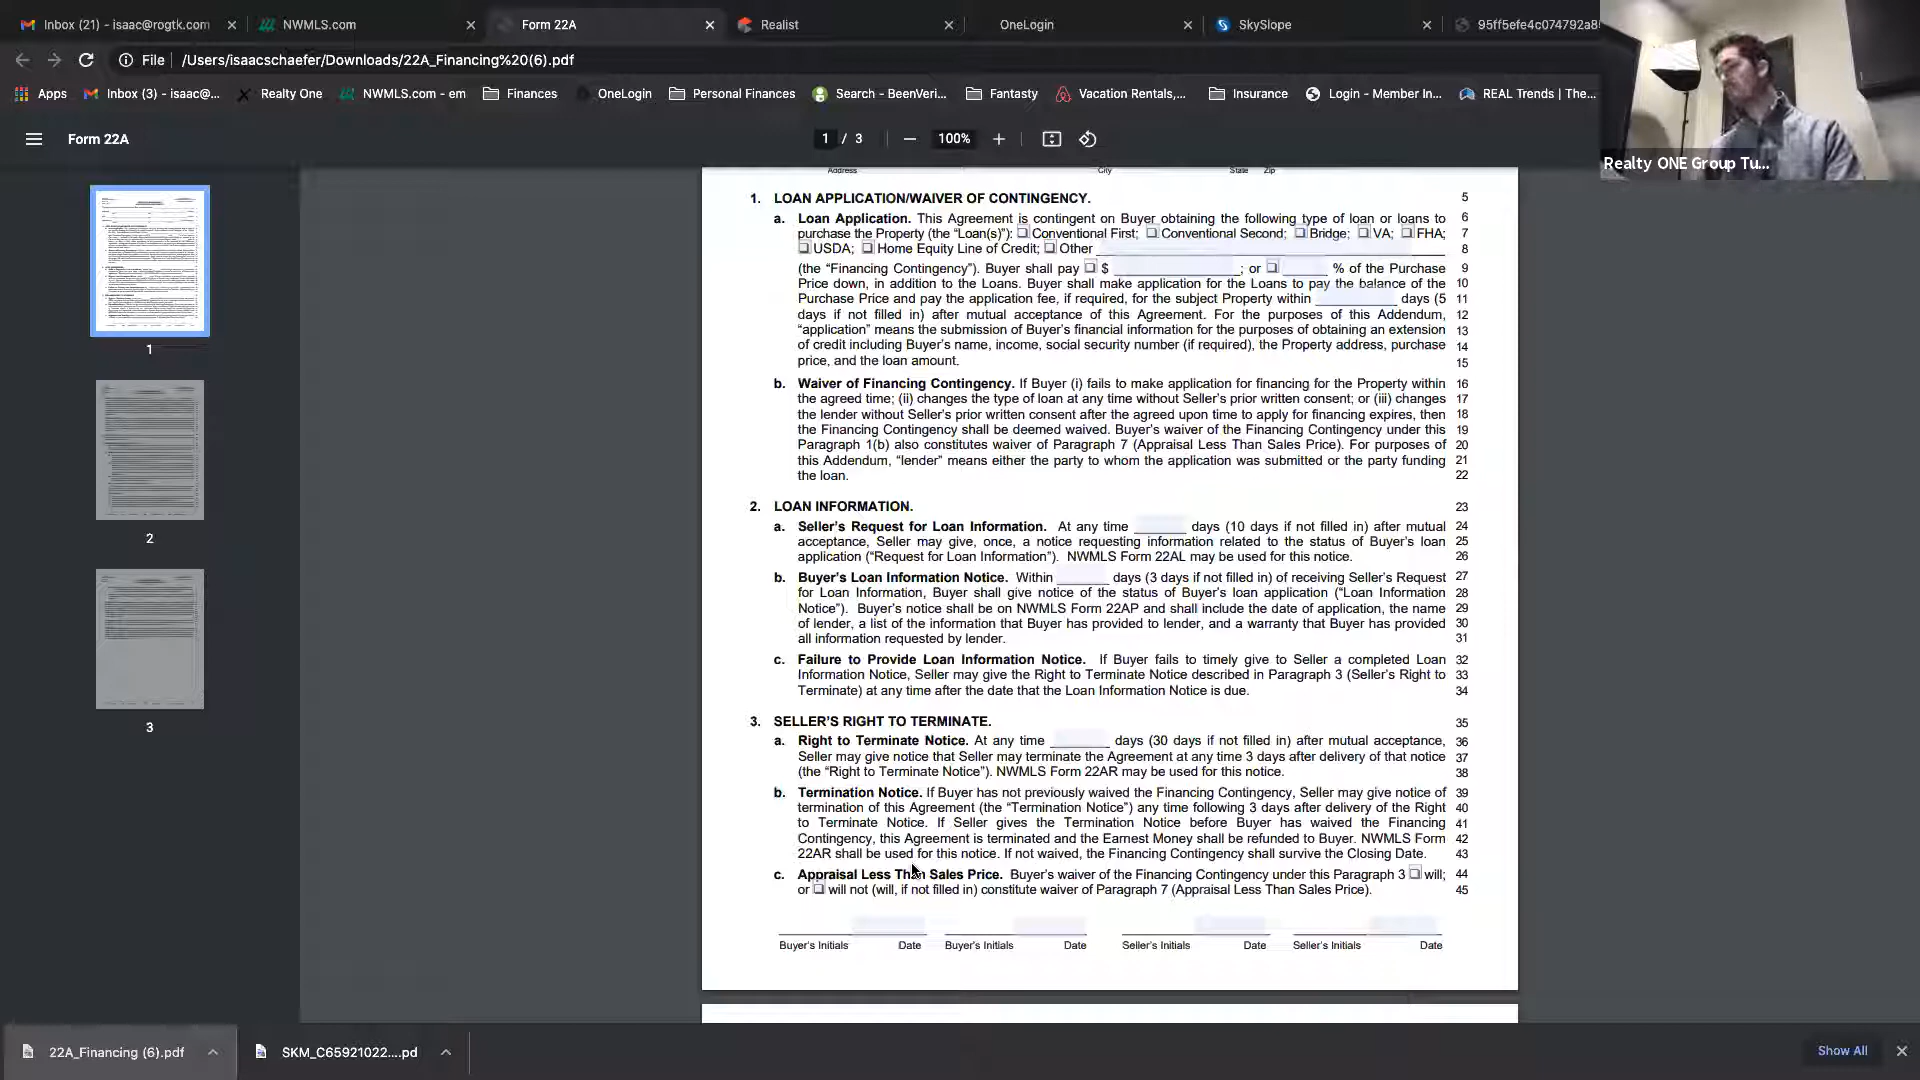 Inbox (21) - isaac@rogtk.com
NWMLS.com
Form 22A
Realist
OneLogin
SkySlope
95ff5efe4c074792a8
File
/Users/isaacschaefer/Downloads/22A_Financing%20(6).pdf
Apps
Inbox (3) - isaac@...
Realty One
NWMLS.com - em
Finances
OneLogin
Personal Finances
Search - BeenVeri...
Fantasty
Vacation Rentals,...
Insurance
Login - Member In...
REAL Trends | The...
Form 22A
1 / 3
100%
Realty ONE Group Tu...
1
2
3
Address City State Zip
1. LOAN APPLICATION/WAIVER OF CONTINGENCY. 5
a. Loan Application. This Agreement is contingent on Buyer obtaining the following type of loan or loans to 6
purchase the Property (the “Loan(s)”): ❑ Conventional First; ❑ Conventional Second; ❑ Bridge; ❑ VA; ❑ FHA; 7
❑ USDA; ❑ Home Equity Line of Credit; ❑ Other 8
(the “Financing Contingency”). Buyer shall pay ❑ $ ; or ❑ % of the Purchase 9
Price down, in addition to the Loans. Buyer shall make application for the Loans to pay the balance of the 10
Purchase Price and pay the application fee, if required, for the subject Property within days (5 11
days if not filled in) after mutual acceptance of this Agreement. For the purposes of this Addendum, 12
“application” means the submission of Buyer’s financial information for the purposes of obtaining an extension 13
of credit including Buyer’s name, income, social security number (if required), the Property address, purchase 14
price, and the loan amount. 15
b. Waiver of Financing Contingency. If Buyer (i) fails to make application for financing for the Property within 16
the agreed time; (ii) changes the type of loan at any time without Seller’s prior written consent; or (iii) changes 17
the lender without Seller’s prior written consent after the agreed upon time to apply for financing expires, then 18
the Financing Contingency shall be deemed waived. Buyer’s waiver of the Financing Contingency under this 19
Paragraph 1(b) also constitutes waiver of Paragraph 7 (Appraisal Less Than Sales Price). For purposes of 20
this Addendum, “lender” means either the party to whom the application was submitted or the party funding 21
the loan. 22
2. LOAN INFORMATION. 23
a. Seller’s Request for Loan Information. At any time days (10 days if not filled in) after mutual 24
acceptance, Seller may give, once, a notice requesting information related to the status of Buyer’s loan 25
application (“Request for Loan Information”). NWMLS Form 22AL may be used for this notice. 26
b. Buyer’s Loan Information Notice. Within days (3 days if not filled in) of receiving Seller’s Request 27
for Loan Information, Buyer shall give notice of the status of Buyer’s loan application (“Loan Information 28
Notice”). Buyer’s notice shall be on NWMLS Form 22AP and shall include the date of application, the name 29
of lender, a list of the information that Buyer has provided to lender, and a warranty that Buyer has provided 30
all information requested by lender. 31
c. Failure to Provide Loan Information Notice. If Buyer fails to timely give to Seller a completed Loan 32
Information Notice, Seller may give the Right to Terminate Notice described in Paragraph 3 (Seller’s Right to 33
Terminate) at any time after the date that the Loan Information Notice is due. 34
3. SELLER’S RIGHT TO TERMINATE. 35
a. Right to Terminate Notice. At any time days (30 days if not filled in) after mutual acceptance, 36
Seller may give notice that Seller may terminate the Agreement at any time 3 days after delivery of that notice 37
(the “Right to Terminate Notice”). NWMLS Form 22AR may be used for this notice. 38
b. Termination Notice. If Buyer has not previously waived the Financing Contingency, Seller may give notice of 39
termination of this Agreement (the “Termination Notice”) any time following 3 days after delivery of the Right 40
to Terminate Notice. If Seller gives the Termination Notice before Buyer has waived the Financing 41
Contingency, this Agreement is terminated and the Earnest Money shall be refunded to Buyer. NWMLS Form 42
22AR shall be used for this notice. If not waived, the Financing Contingency shall survive the Closing Date. 43
c. Appraisal Less Than Sales Price. Buyer’s waiver of the Financing Contingency under this Paragraph 3 ❑ will; 44
or ❑ will not (will, if not filled in) constitute waiver of Paragraph 7 (Appraisal Less Than Sales Price). 45
Buyer’s Initials Date Buyer’s Initials Date Seller’s Initials Date Seller’s Initials Date
22A_Financing (6).pdf
SKM_C65921022....pd
Show All